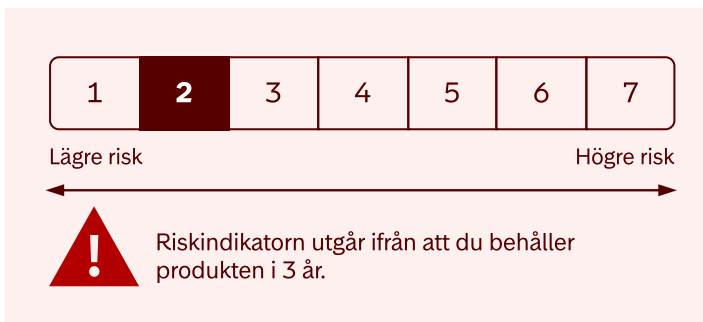 1 2 3 4 5 6 7
Lägre risk Högre risk
!
Riskindikatorn utgår ifrån att du behåller
produkten i 3 år.